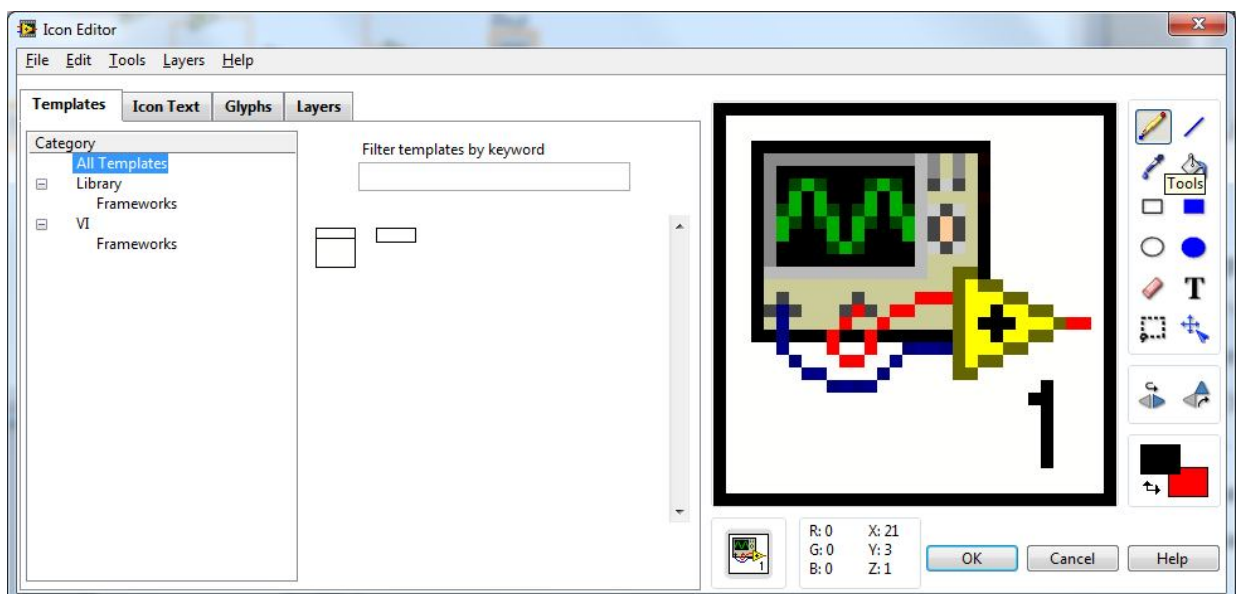 Icon Editor
File Edit Tools Layers Help
Templates Icon Text Glyphs Layers
Category
All Templates
Library
Frameworks
VI
Frameworks
Filter templates by keyword
Tools
T
1
R: 0 X: 21
G: 0 Y: 3
B: 0 Z: 1
1
OK Cancel Help